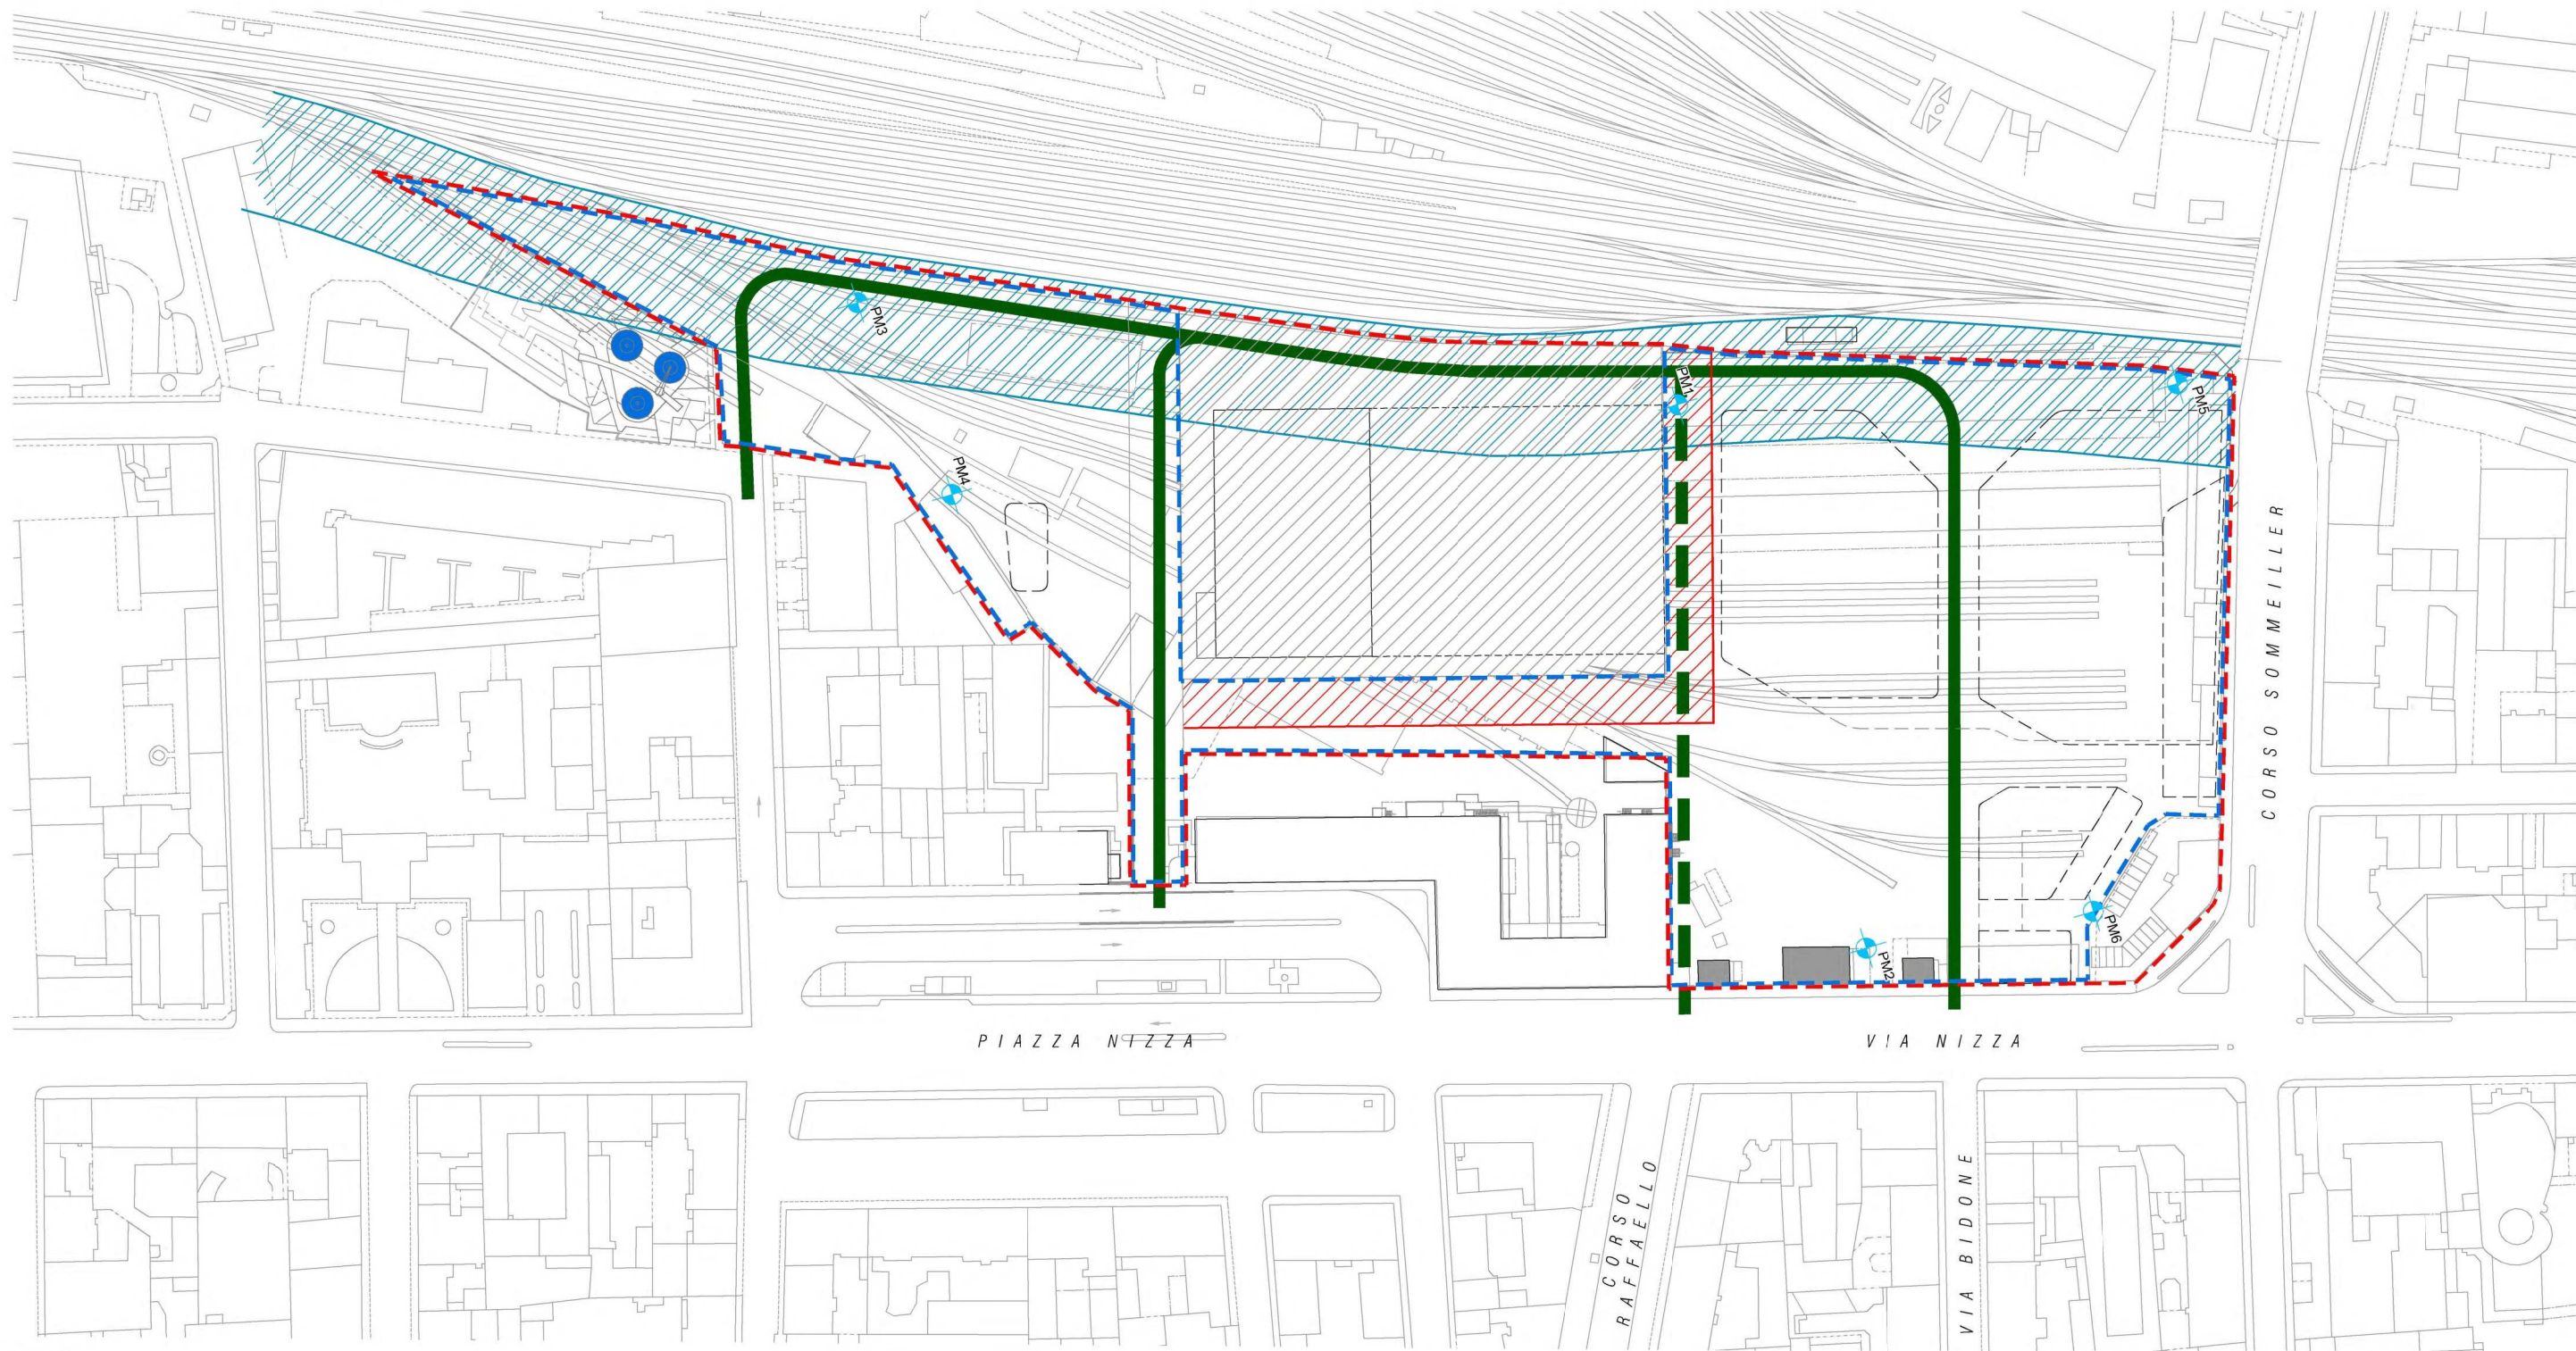 PM3
PM1
PM5
PM4
CORSO SOMMEILLER
PM6
PM2
PIAZZA NIZZA
VIA NIZZA
CORSO
RAFFAELLO
VIA BIDONE